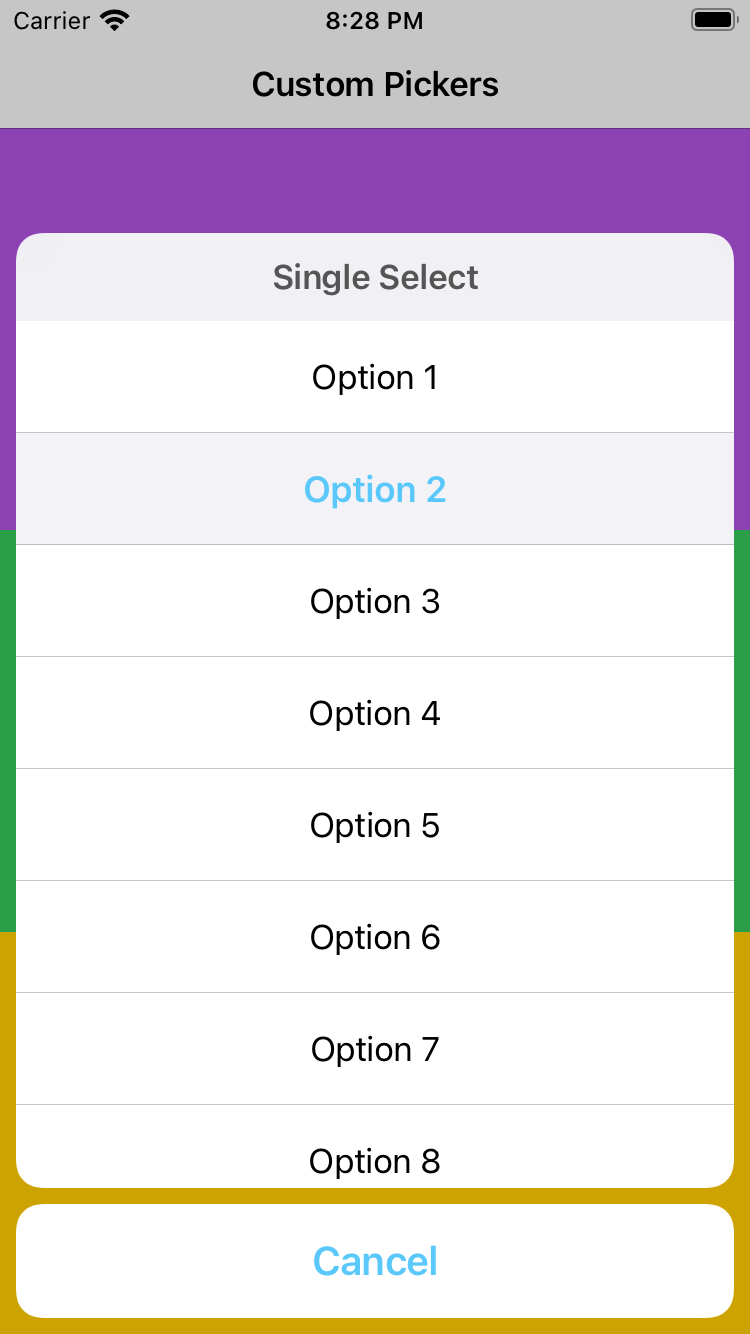 Carrier 8:28 PM
Custom Pickers
Single Select
Option 1
Option 2
Option 3
Option 4
Option 5
Option 6
Option 7
Option 8
Cancel